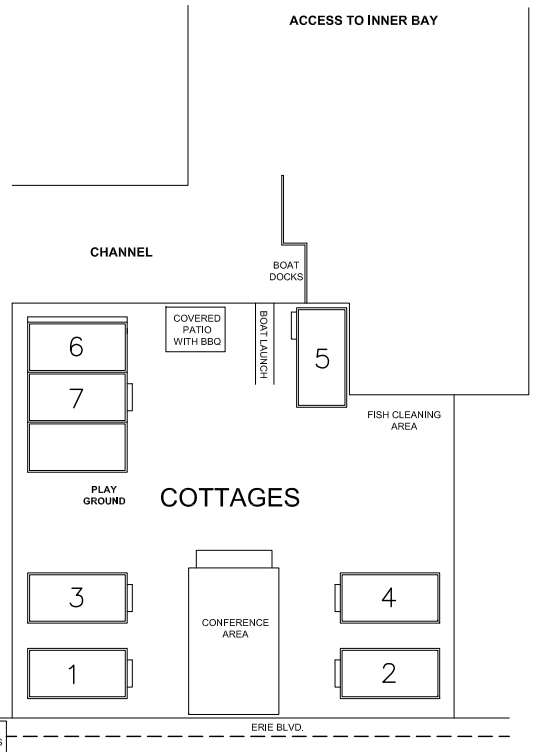 ACCESS TO INNER BAY
CHANNEL
BOAT
DOCKS
COVERED
PATIO
WITH BBQ
BOAT LAUNCH
6
5
7
FISH CLEANING
AREA
PLAY
GROUND
COTTAGES
3
4
CONFERENCE
AREA
1
2
ERIE BLVD.
S